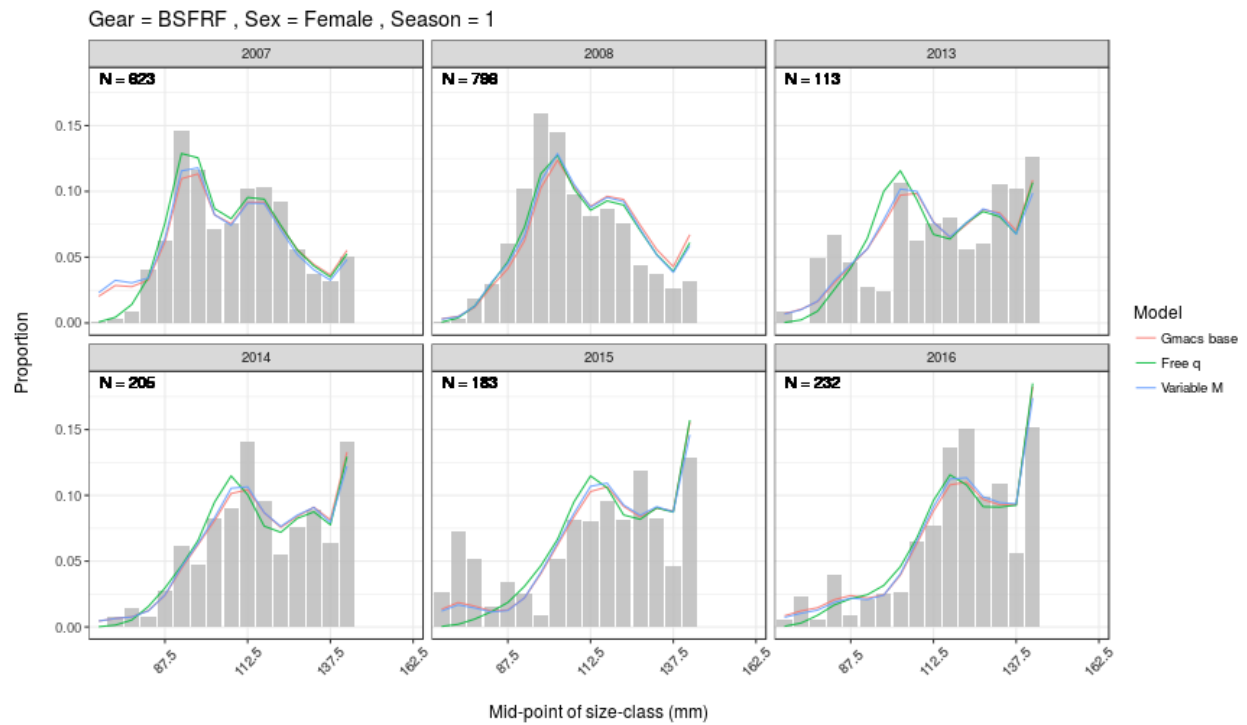 Gear = BSFRF , Sex = Female , Season = 1
2007
2008
2013
N = 623
N = 798
N = 113
0.15
0.10
0.05
0.00
2014
2015
2016
N = 205
N = 183
N = 232
0.15
0.10
0.05
0.00
87.5
112.5
137.5
162.5
87.5
112.5
137.5
162.5
87.5
112.5
137.5
162.5
Proportion
Mid-point of size-class (mm)
Model
Gmacs base
Free q
Variable M